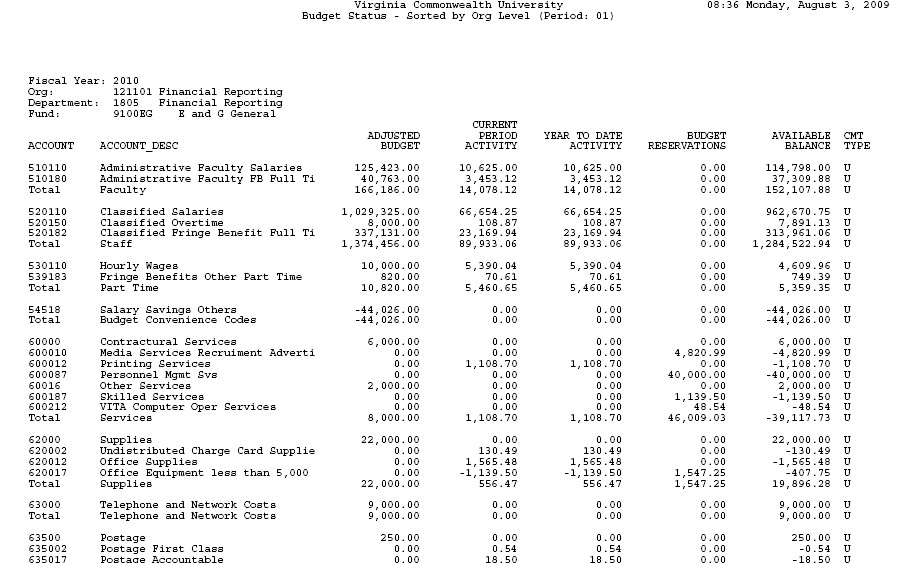 Virginia Commonwealth University 08:36 Monday, August 3, 2009
Budget Status - Sorted by Org Level (Period: 01)
Fiscal Year: 2010
Org: 121101 Financial Reporting
Department: 1805 Financial Reporting
Fund: 9100EG E and G General
CURRENT
ADJUSTED PERIOD YEAR TO DATE BUDGET AVAILABLE CMT
ACCOUNT ACCOUNT_DESC BUDGET ACTIVITY ACTIVITY RESERVATIONS BALANCE TYPE
510110 Administrative Faculty Salaries 125,423.00 10,625.00 10,625.00 0.00 114,798.00 U
510180 Administrative Faculty FB Full Ti 40,763.00 3,453.12 3,453.12 0.00 37,309.88 U
Total Faculty 166,186.00 14,078.12 14,078.12 0.00 152,107.88 U
520110 Classified Salaries 1,029,325.00 66,654.25 66,654.25 0.00 962,670.75 U
520150 Classified Overtime 8,000.00 108.87 108.87 0.00 7,891.13 U
520182 Classified Fringe Benefit Full Ti 337,131.00 23,169.94 23,169.94 0.00 313,961.06 U
Total Staff 1,374,456.00 89,933.06 89,933.06 0.00 1,284,522.94 U
530110 Hourly Wages 10,000.00 5,390.04 5,390.04 0.00 4,609.96 U
539183 Fringe Benefits Other Part Time 820.00 70.61 70.61 0.00 749.39 U
Total Part Time 10,820.00 5,460.65 5,460.65 0.00 5,359.35 U
54518 Salary Savings Others -44,026.00 0.00 0.00 0.00 -44,026.00 U
Total Budget Convenience Codes -44,026.00 0.00 0.00 0.00 -44,026.00 U
60000 Contractural Services 6,000.00 0.00 0.00 0.00 6,000.00 U
600010 Media Services Recruiment Adverti 0.00 0.00 0.00 4,820.99 -4,820.99 U
600012 Printing Services 0.00 1,108.70 1,108.70 0.00 -1,108.70 U
600087 Personnel Mgmt Svs 0.00 0.00 0.00 40,000.00 -40,000.00 U
60016 Other Services 2,000.00 0.00 0.00 0.00 2,000.00 U
600187 Skilled Services 0.00 0.00 0.00 1,139.50 -1,139.50 U
600212 VITA Computer Oper Services 0.00 0.00 0.00 48.54 -48.54 U
Total Services 8,000.00 1,108.70 1,108.70 46,009.03 -39,117.73 U
62000 Supplies 22,000.00 0.00 0.00 0.00 22,000.00 U
620002 Undistributed Charge Card Supplie 0.00 130.49 130.49 0.00 -130.49 U
620012 Office Supplies 0.00 1,565.48 1,565.48 0.00 -1,565.48 U
620017 Office Equipment less than 5,000 0.00 -1,139.50 -1,139.50 1,547.25 -407.75 U
Total Supplies 22,000.00 556.47 556.47 1,547.25 19,896.28 U
63000 Telephone and Network Costs 9,000.00 0.00 0.00 0.00 9,000.00 U
Total Telephone and Network Costs 9,000.00 0.00 0.00 0.00 9,000.00 U
63500 Postage 250.00 0.00 0.00 0.00 250.00 U
635002 Postage First Class 0.00 0.54 0.54 0.00 -0.54 U
635017 Postage Accountable 0.00 18.50 18.50 0.00 -18.50 U